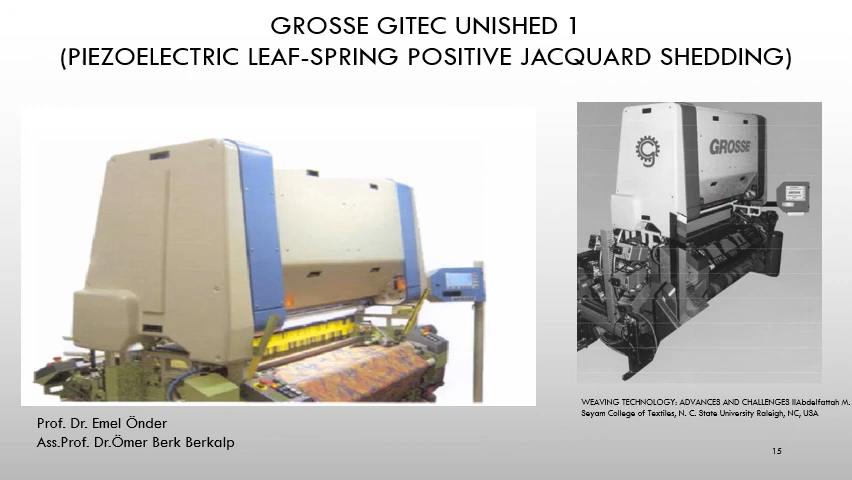 GROSSE GITEC UNISHED 1
(PIEZOELECTRIC LEAF-SPRING POSITIVE JACQUARD SHEDDING)
GROSSE
WEAVING TECHNOLOGY: ADVANCES AND CHALLENGES IIAbdelfattah M.
Seyam College of Textiles, N. C. State University Raleigh, NC, USA
Prof. Dr. Emel Önder
Ass.Prof. Dr.Ömer Berk Berkalp
15